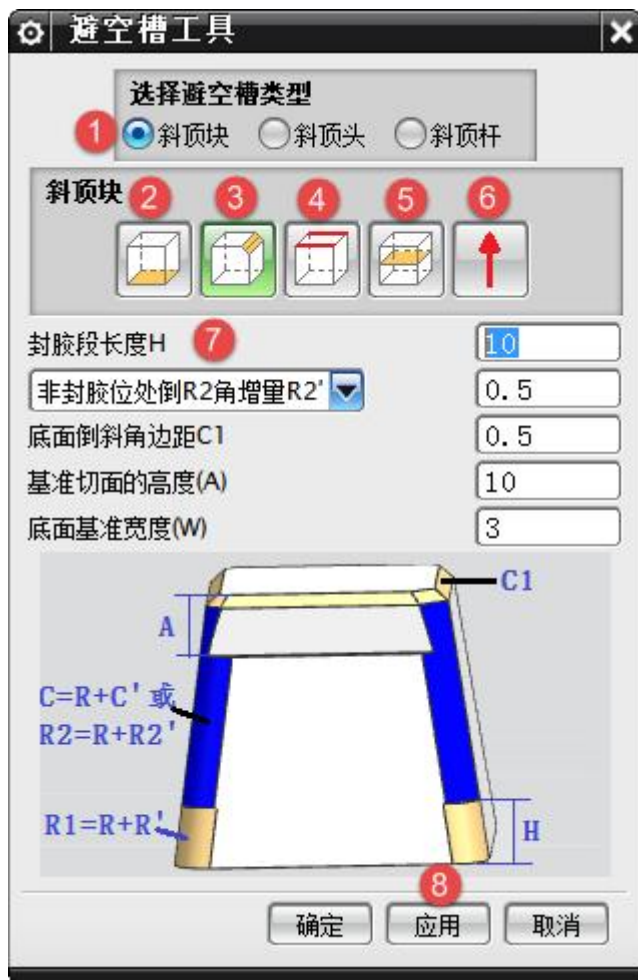 避空槽工具
选择避空槽类型
1 斜顶块 斜顶头 斜顶杆
斜顶块 2 3 4 5 6
封胶段长度H 7 10
非封胶位处倒R2角增量R2' 0.5
底面倒斜角边距C1 0.5
基准切面的高度(A) 10
底面基准宽度(W) 3
C1
A
C=R+C'或
R2=R+R2'
R1=R+R'
H
8
确定 应用 取消